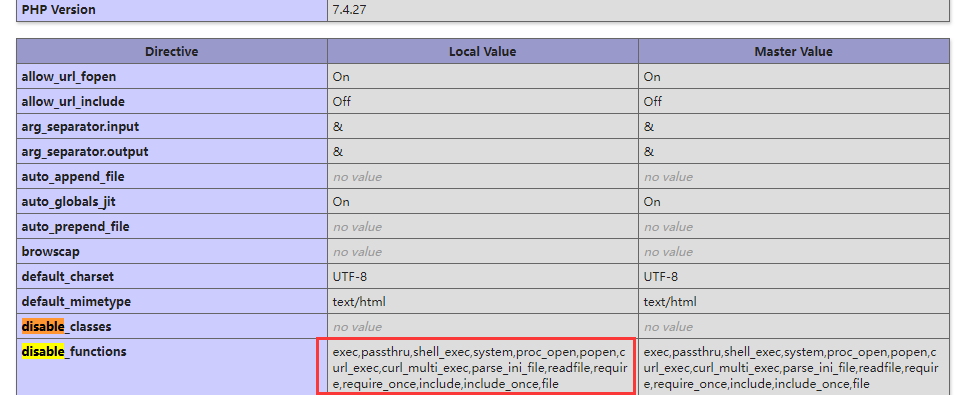 PHP Version 7.4.27
Directive Local Value Master Value
allow_url_fopen On On
allow_url_include Off Off
arg_separator.input & &
arg_separator.output & &
auto_append_file no value no value
auto_globals_jit On On
auto_prepend_file no value no value
browscap no value no value
default_charset UTF-8 UTF-8
default_mimetype text/html text/html
disable_classes no value no value
disable_functions exec,passthru,shell_exec,system,proc_open,popen,c exec,passthru,shell_exec,system,proc_open,popen,c
url_exec,curl_multi_exec,parse_ini_file,readfile,requir url_exec,curl_multi_exec,parse_ini_file,readfile,requir
e,require_once,include,include_once,file e,require_once,include,include_once,file